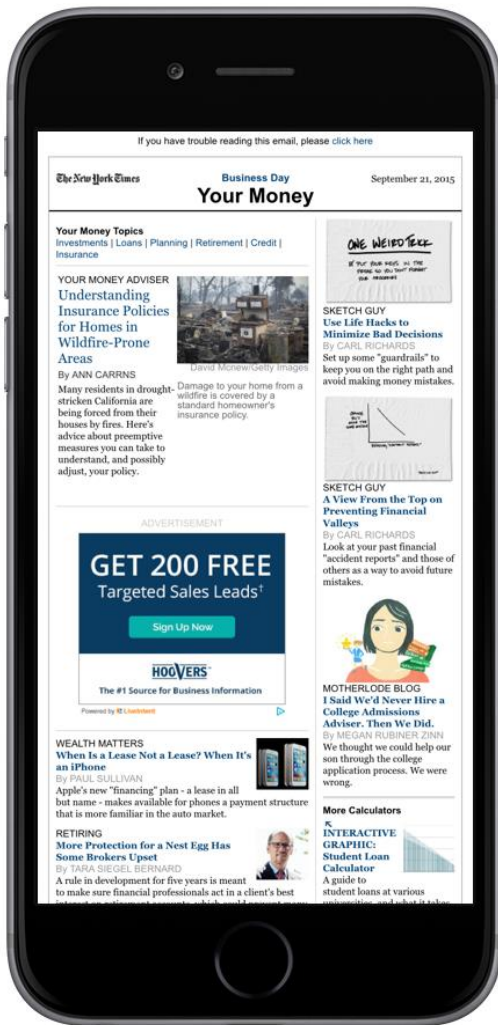 If you have trouble reading this email, please click here
The New York Times
Business Day
Your Money
September 21, 2015
Your Money Topics
Investments | Loans | Planning | Retirement | Credit |
Insurance
YOUR MONEY ADVISER
Understanding
Insurance Policies
for Homes in
Wildfire-Prone
Areas
By ANN CARRNS
Many residents in drought-
stricken California are
being forced from their
houses by fires. Here's
advice about preemptive
measures you can take to
understand, and possibly
adjust, your policy.
David Mcnew/Getty Images
Damage to your home from a
wildfire is covered by a
standard homeowner's
insurance policy.
ADVERTISEMENT
GET 200 FREE
Targeted Sales Leads†
Sign Up Now
HOOVERS™
The #1 Source for Business Information
Powered by LiveIntent
WEALTH MATTERS
When Is a Lease Not a Lease? When It's
an iPhone
By PAUL SULLIVAN
Apple's new "financing" plan - a lease in all
but name - makes available for phones a payment structure
that is more familiar in the auto market.
RETIRING
More Protection for a Nest Egg Has
Some Brokers Upset
By TARA SIEGEL BERNARD
A rule in development for five years is meant
to make sure financial professionals act in a client's best
ONE WEIRD TRICK
SKETCH GUY
Use Life Hacks to
Minimize Bad Decisions
By CARL RICHARDS
Set up some "guardrails" to
keep you on the right path and
avoid making money mistakes.
SKETCH GUY
A View From the Top on
Preventing Financial
Valleys
By CARL RICHARDS
Look at your past financial
"accident reports" and those of
others as a way to avoid future
mistakes.
MOTHERLODE BLOG
I Said We'd Never Hire a
College Admissions
Adviser. Then We Did.
By MEGAN RUBINER ZINN
We thought we could help our
son through the college
application process. We were
wrong.
More Calculators
INTERACTIVE
GRAPHIC:
Student Loan
Calculator
A guide to
student loans at various